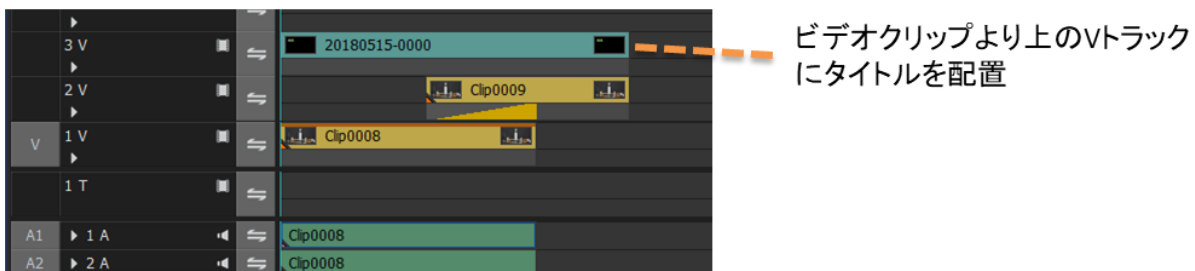 3 V
20180515-0000
ビデオクリップより上のVトラック
にタイトルを配置
2 V
Clip0009
V
1 V
Clip0008
1 T
A1
1 A
Clip0008
A2
2 A
Clip0008